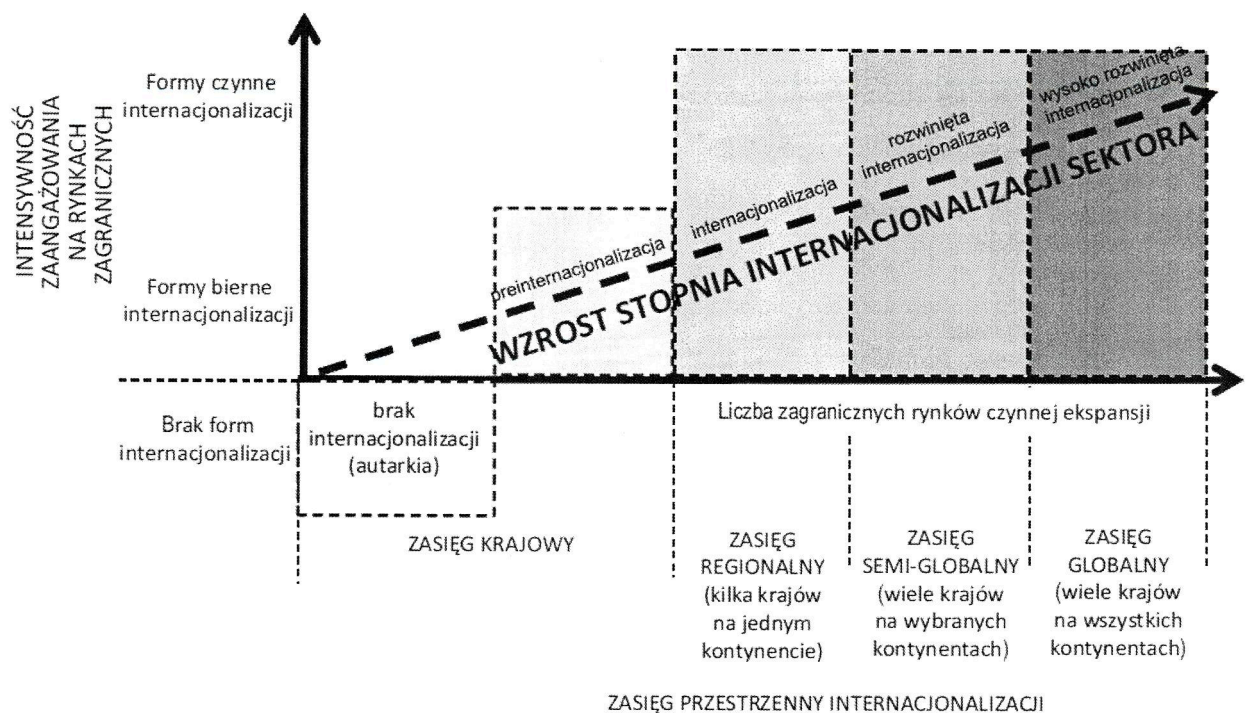 INTENSYWNOŚĆ
ZAANGAŻOWANIA
NA RYNKACH
ZAGRANICZNYCH
Formy czynne
internacjonalizacji
Formy bierne
internacjonalizacji
Brak form
internacjonalizacji
brak
internacjonalizacji
(autarkia)
preinternacjonalizacja
internacjonalizacja
rozwinięta
internacjonalizacja
wysoko rozwinięta
internacjonalizacja
WZROST STOPNIA INTERNACJONALIZACJI SEKTORA
Liczba zagranicznych rynków czynnej ekspansji
ZASIĘG KRAJOWY
ZASIĘG
REGIONALNY
(kilka krajów
na jednym
kontynencie)
ZASIĘG
SEMI-GLOBALNY
(wiele krajów
na wybranych
kontynentach)
ZASIĘG
GLOBALNY
(wiele krajów
na wszystkich
kontynentach)
ZASIĘG PRZESTRZENNY INTERNACJONALIZACJI